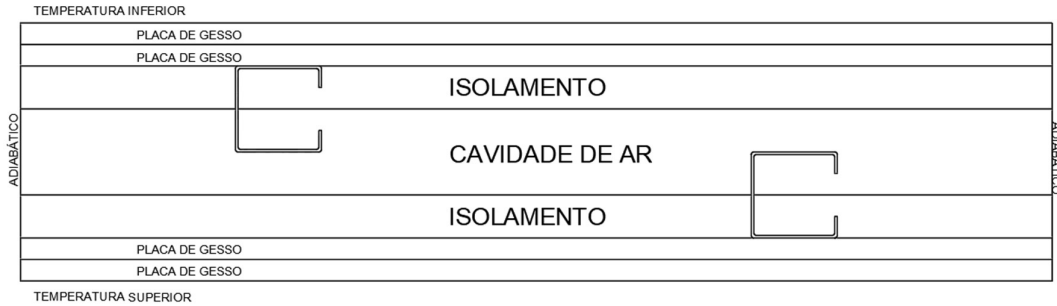 TEMPERATURA INFERIOR
PLACA DE GESSO
PLACA DE GESSO
ISOLAMENTO
ADIABÁTICO
CAVIDADE DE AR
ADIABÁTICO
ISOLAMENTO
PLACA DE GESSO
PLACA DE GESSO
TEMPERATURA SUPERIOR